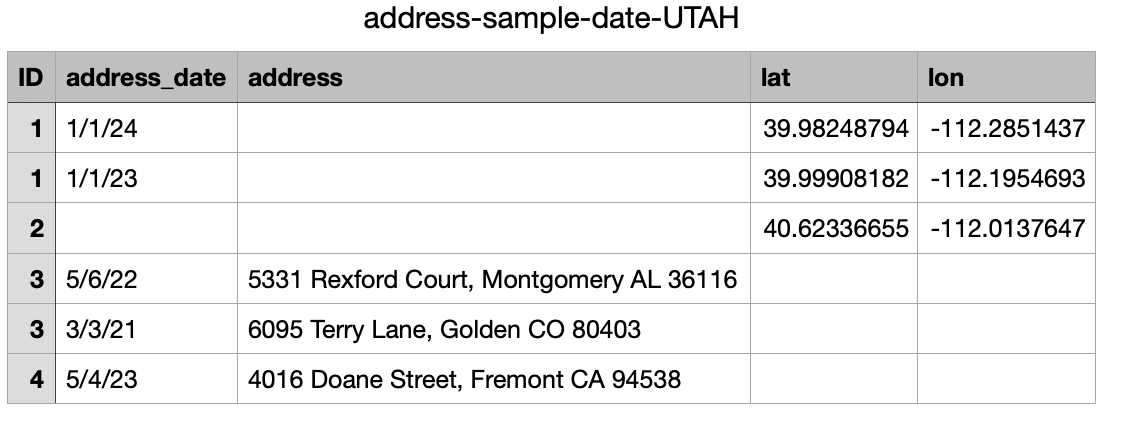 address-sample-date-UTAH
ID address_date address lat lon
1 1/1/24 39.98248794 -112.2851437
1 1/1/23 39.99908182 -112.1954693
2 40.62336655 -112.0137647
3 5/6/22 5331 Rexford Court, Montgomery AL 36116
3 3/3/21 6095 Terry Lane, Golden CO 80403
4 5/4/23 4016 Doane Street, Fremont CA 94538